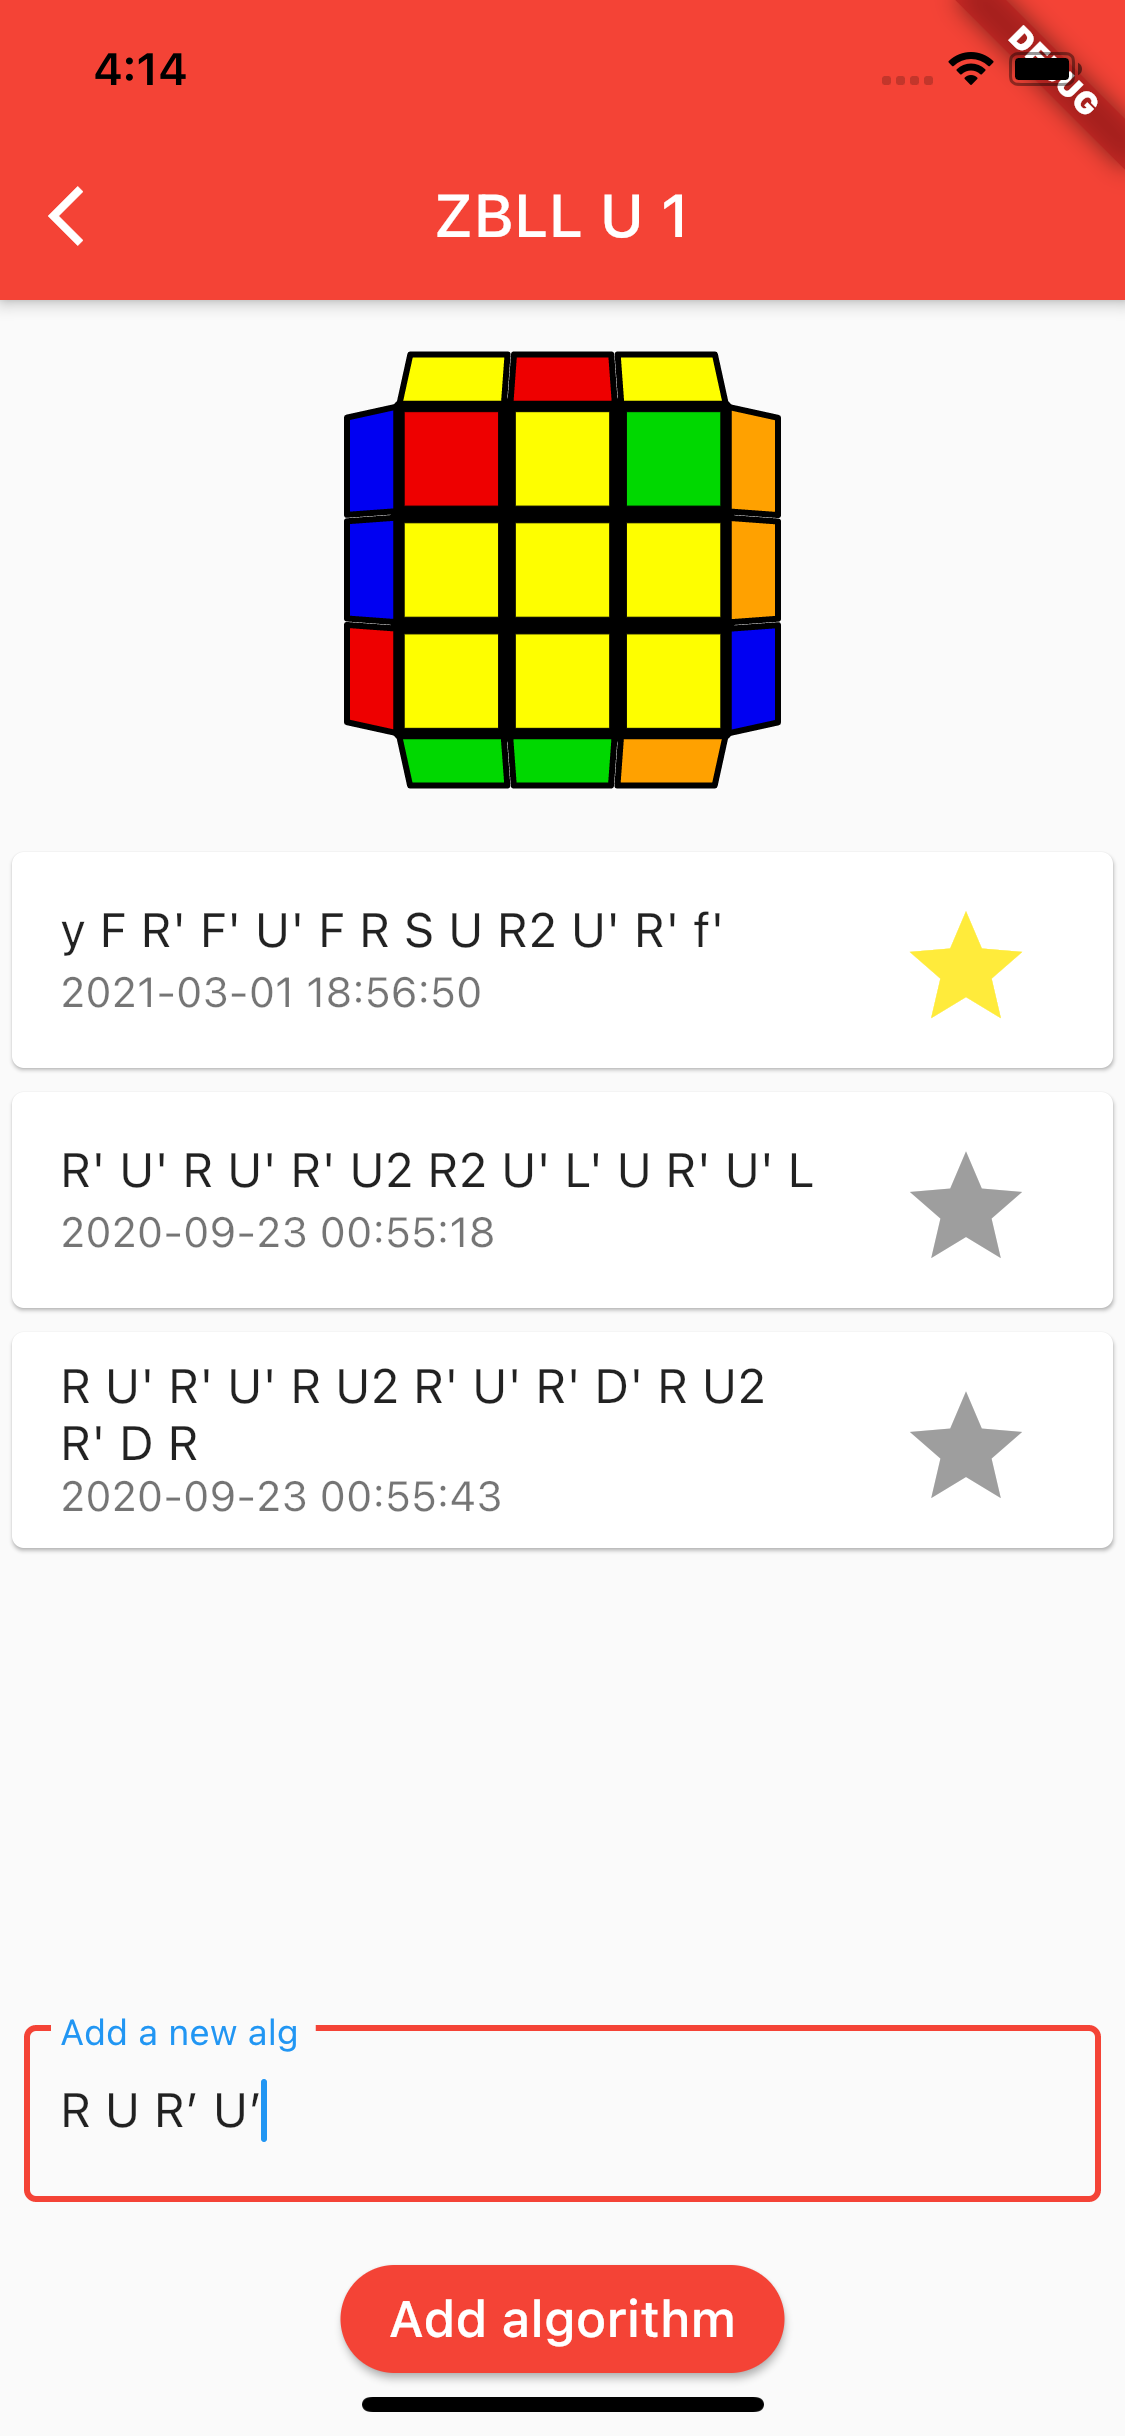 4:14
DEBUG
ZBLL U 1
y F R' F' U' F R S U R2 U' R' f'
2021-03-01 18:56:50
R' U' R U' R' U2 R2 U' L' U R' U' L
2020-09-23 00:55:18
R U' R' U' R U2 R' U' R' D' R U2
R' D R
2020-09-23 00:55:43
Add a new alg
R U R’ U’
Add algorithm